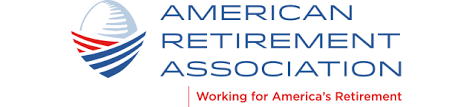 AMERICAN
RETIREMENT
ASSOCIATION
Working for America's Retirement